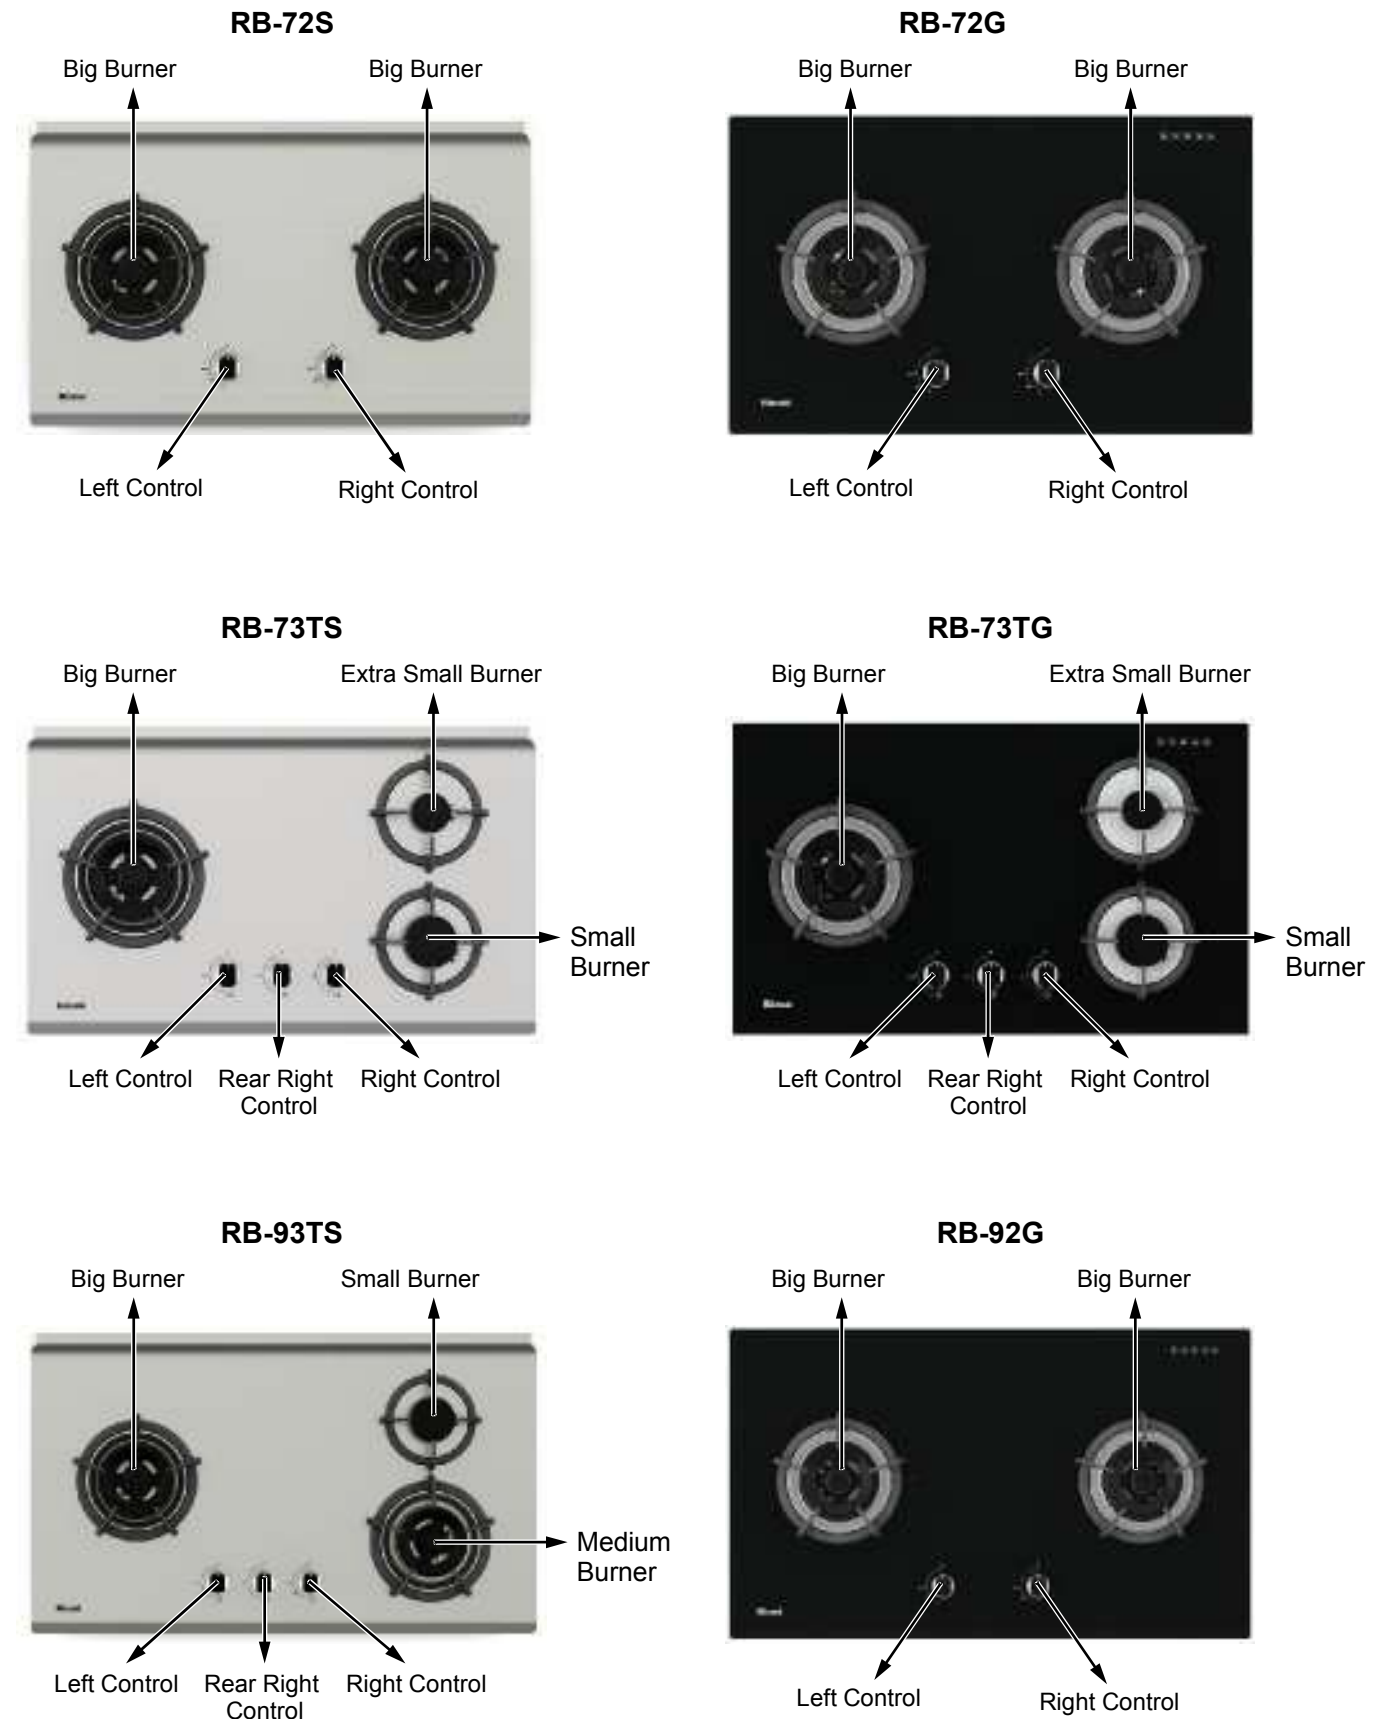 RB-72S
RB-72G
Big Burner
Big Burner
Big Burner
Big Burner
Left Control
Right Control
Left Control
Right Control
RB-73TS
RB-73TG
Big Burner
Extra Small Burner
Big Burner
Extra Small Burner
Small
Burner
Small
Burner
Left Control
Rear Right
Control
Right Control
Left Control
Rear Right
Control
Right Control
RB-93TS
RB-92G
Big Burner
Small Burner
Big Burner
Big Burner
Medium
Burner
Left Control
Rear Right
Control
Right Control
Left Control
Right Control